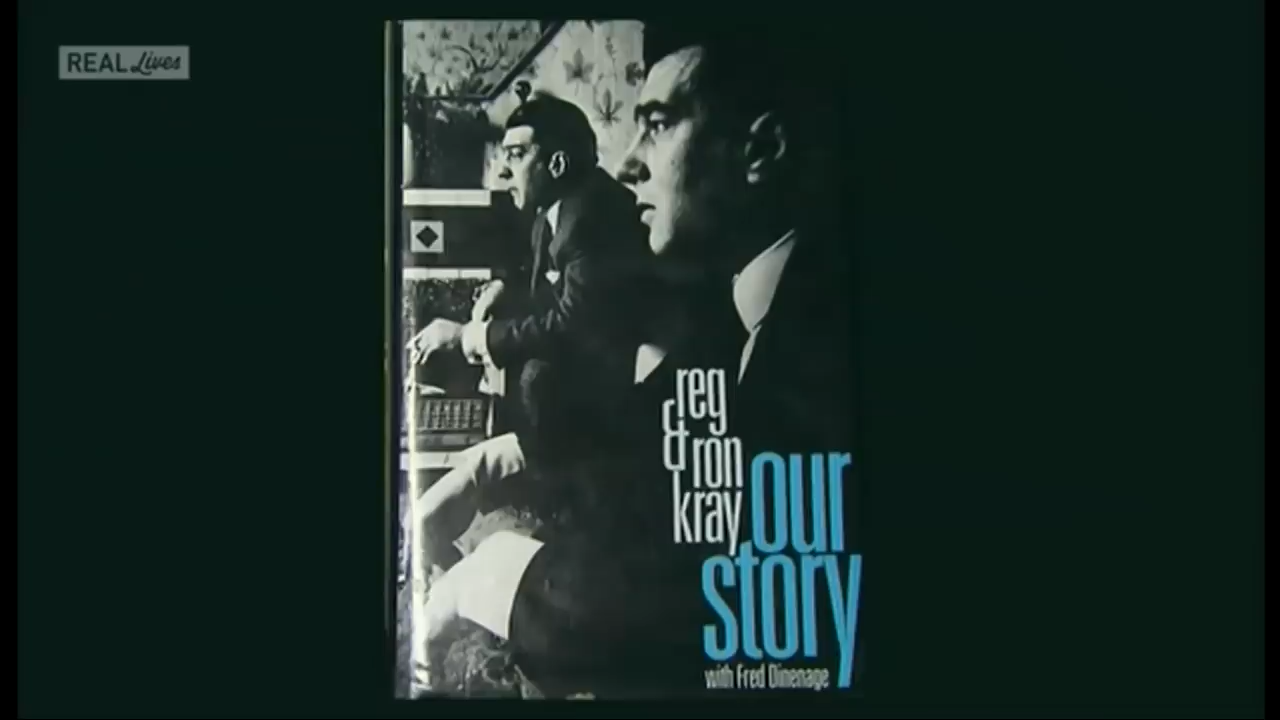 REAL Lives
reg
& ron
kray
our
story
with Fred Dinenage